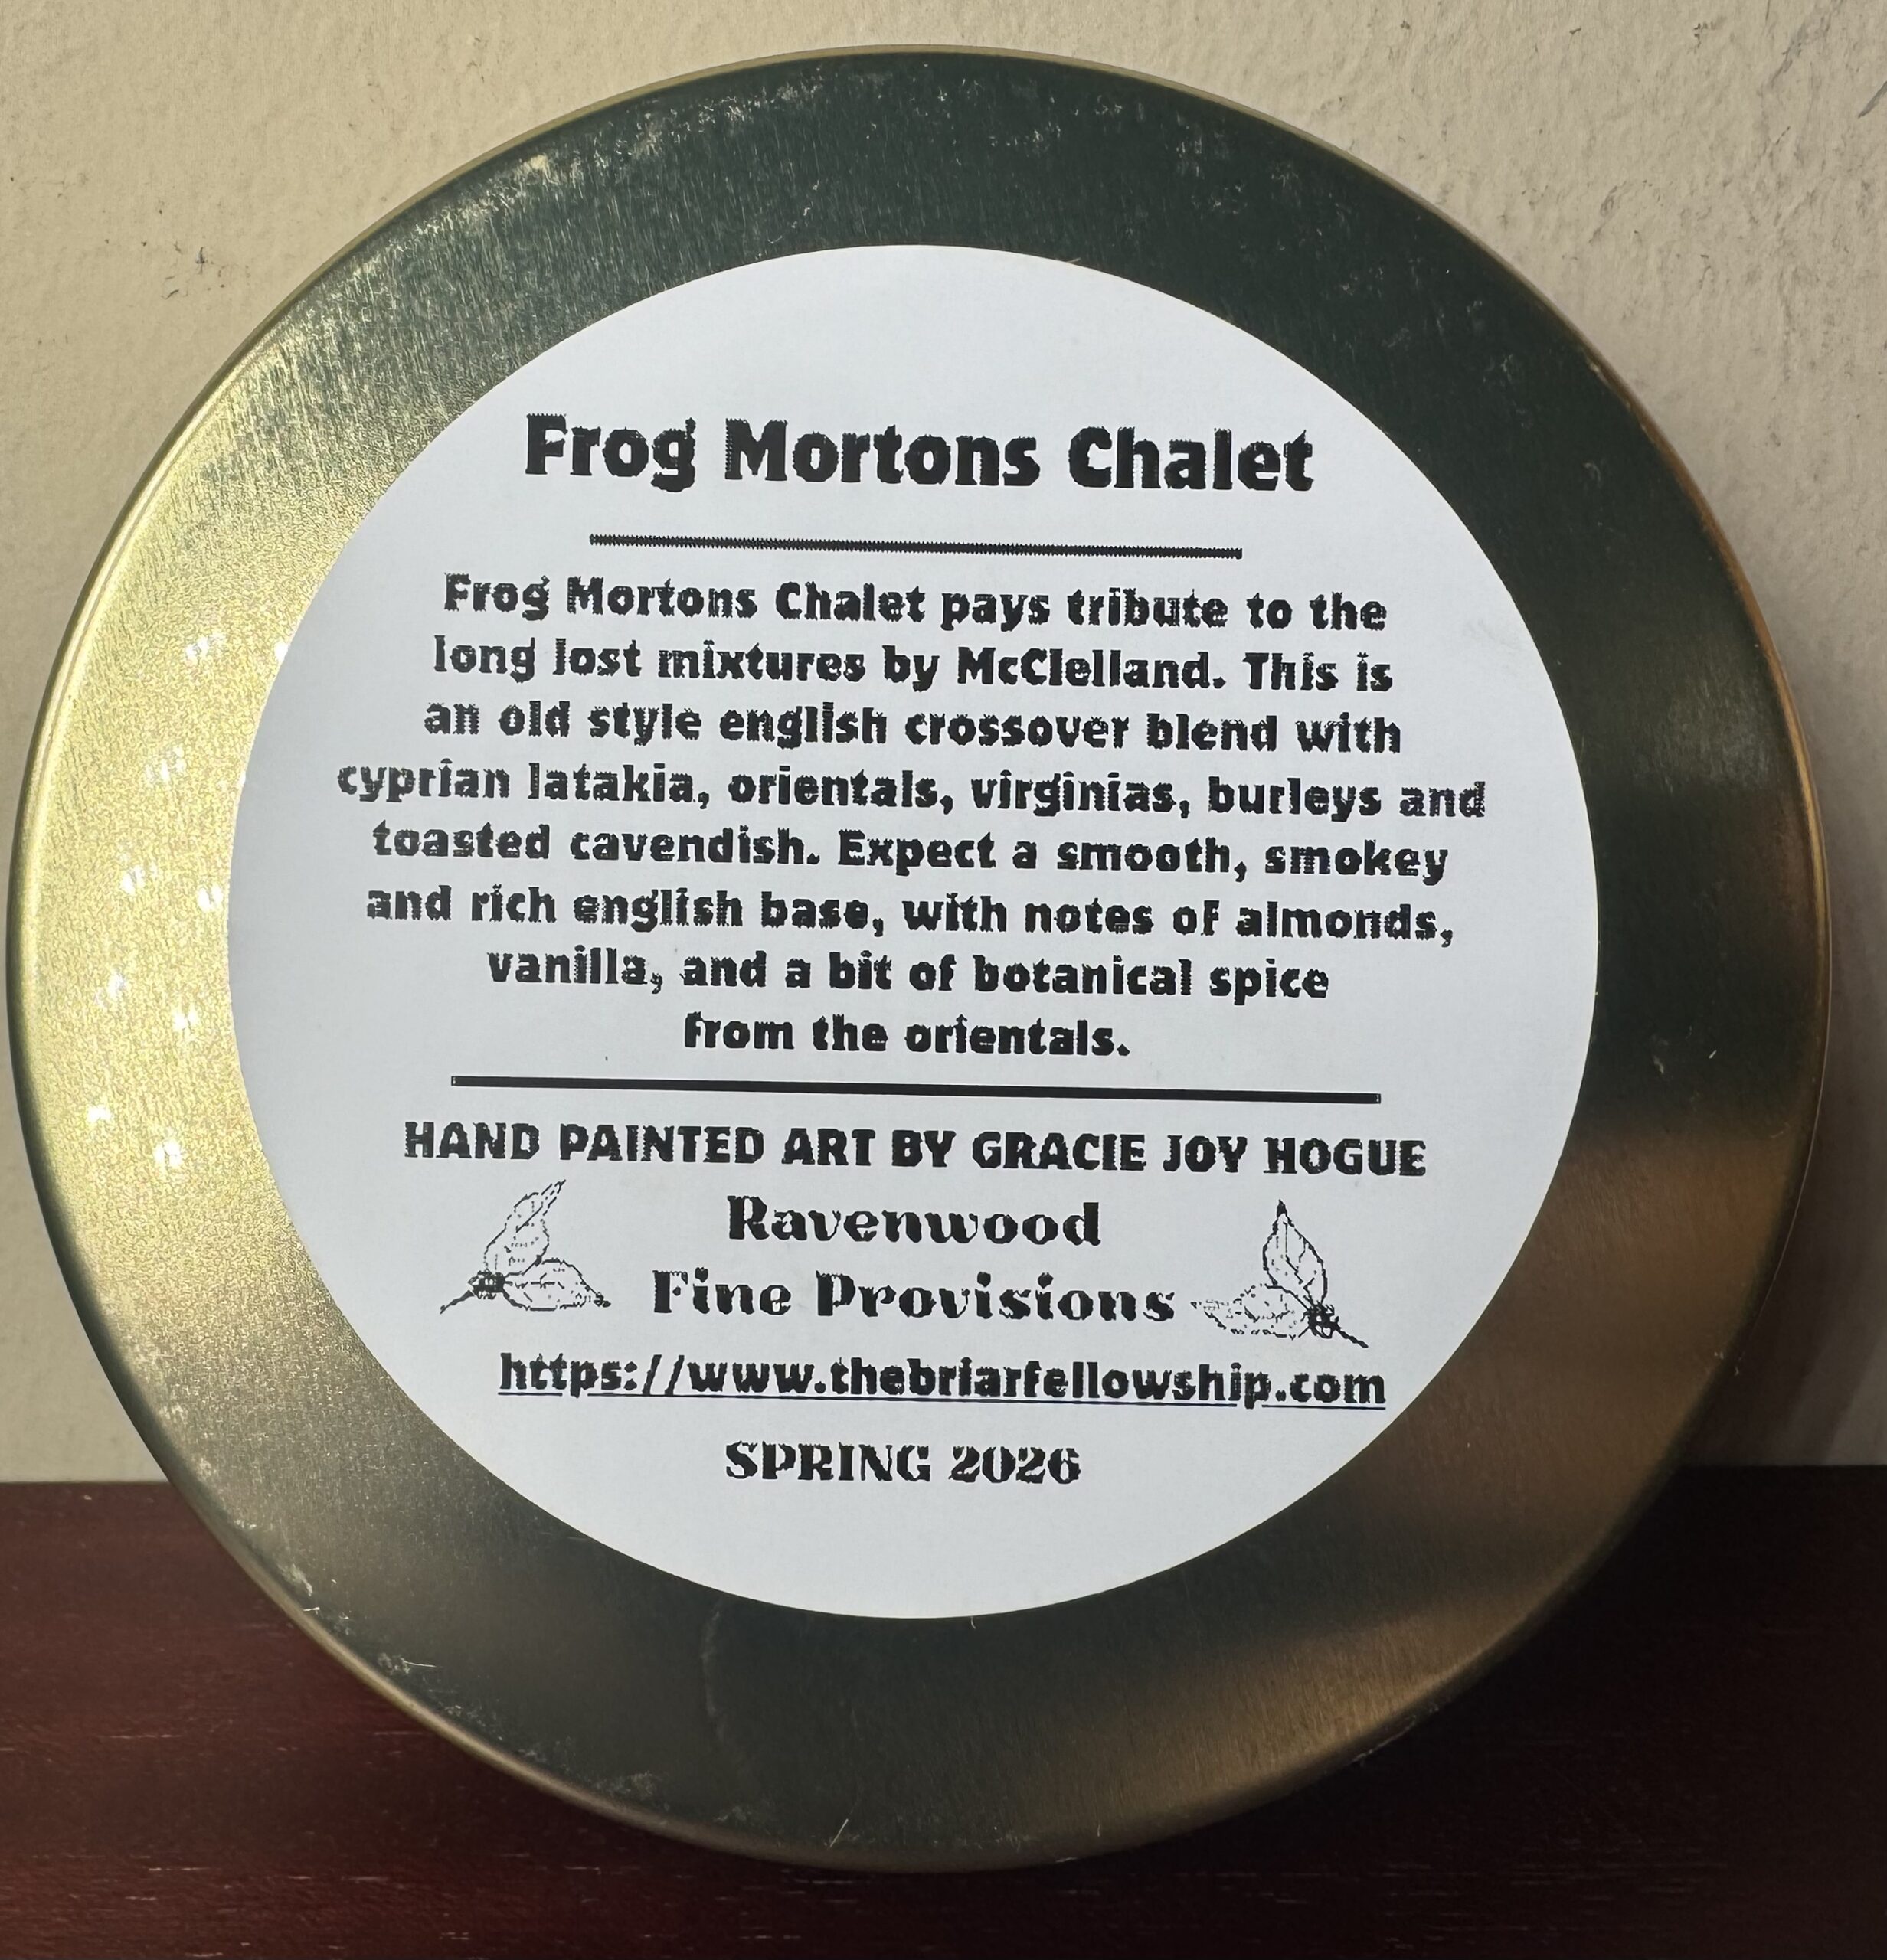 Frog Mortons Chalet
Frog Mortons Chalet pays tribute to the
long lost mixtures by McClelland. This is
an old style english crossover blend with
cyprian latakia, orientals, virginias, burleys and
toasted cavendish. Expect a smooth, smokey
and rich english base, with notes of almonds,
vanilla, and a bit of botanical spice
from the orientals.
HAND PAINTED ART BY GRACIE JOY HOGUE
Ravenwood
Fine Provisions
https://www.thebriarfellowship.com
SPRING 2026